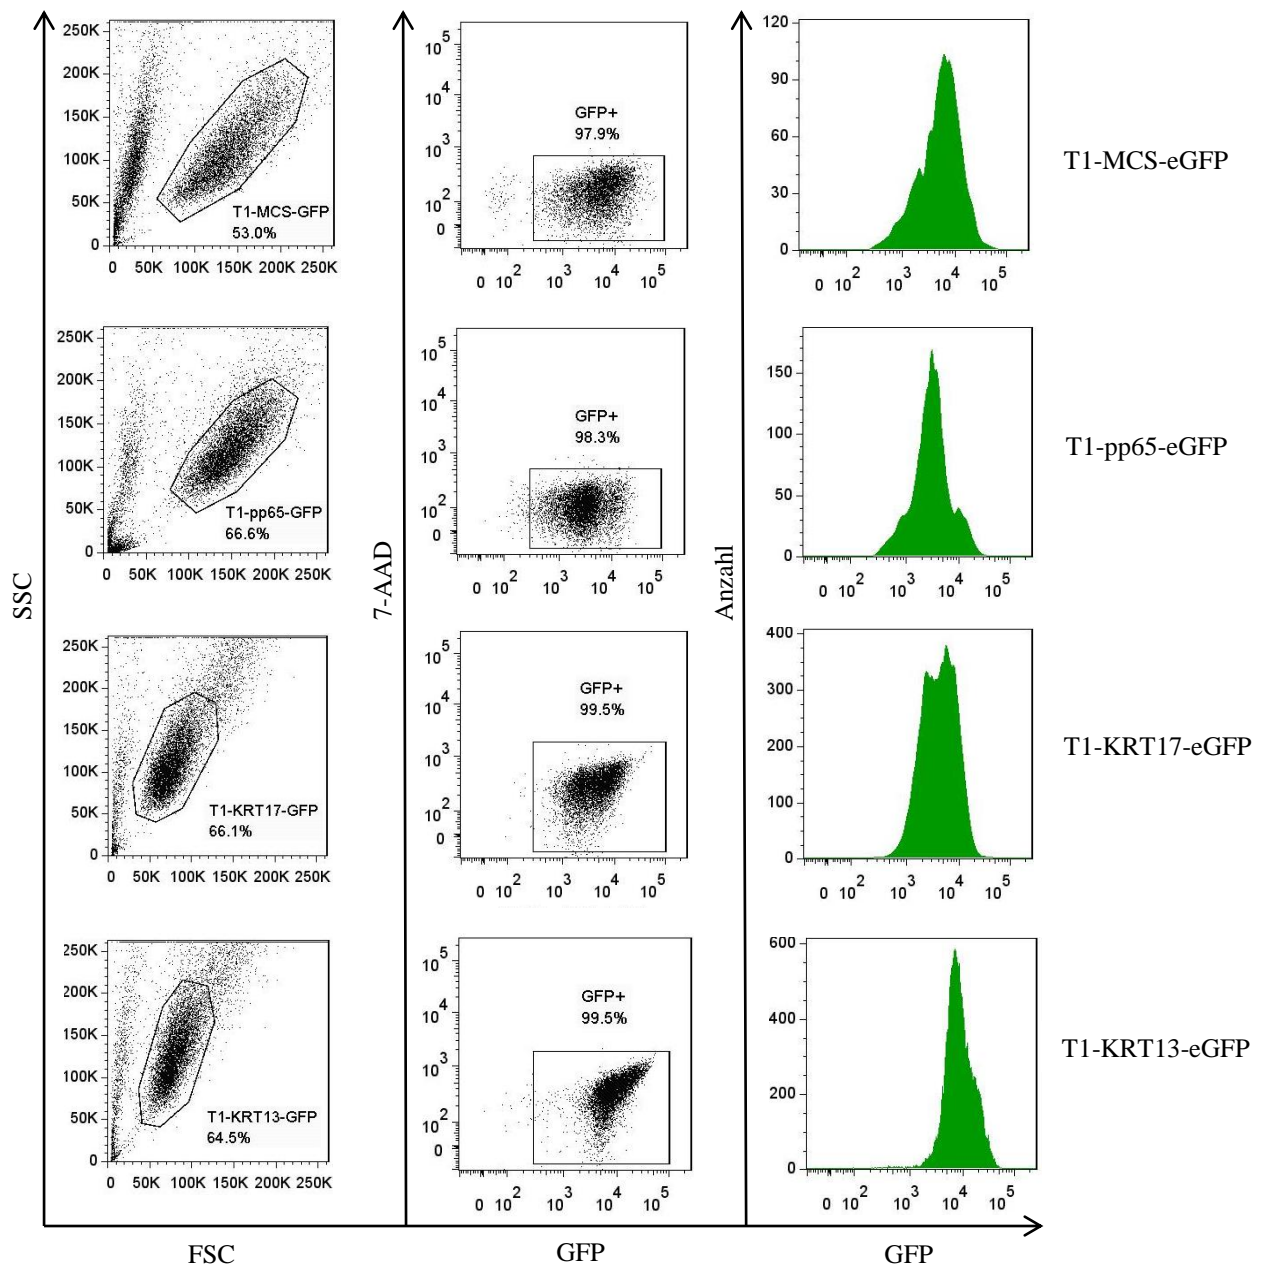 250K
200K
150K
100K
50K
0
0 50K 100K 150K 200K 250K
T1-MCS-GFP
53.0%
10^5
10^4
10^3
10^2
0
GFP+
97.9%
0 10^2 10^3 10^4 10^5
120
90
60
30
0
0 10^2 10^3 10^4 10^5
T1-MCS-eGFP
250K
200K
150K
100K
50K
0
0 50K 100K 150K 200K 250K
T1-pp65-GFP
66.6%
10^5
10^4
10^3
10^2
0
GFP+
98.3%
0 10^2 10^3 10^4 10^5
150
100
50
0
0 10^2 10^3 10^4 10^5
T1-pp65-eGFP
SSC
7-AAD
Anzahl
250K
200K
150K
100K
50K
0
0 50K 100K 150K 200K 250K
T1-KRT17-GFP
66.1%
10^5
10^4
10^3
10^2
0
GFP+
99.5%
0 10^2 10^3 10^4 10^5
400
300
200
100
0
0 10^2 10^3 10^4 10^5
T1-KRT17-eGFP
250K
200K
150K
100K
50K
0
0 50K 100K 150K 200K 250K
T1-KRT13-GFP
64.5%
10^5
10^4
10^3
10^2
0
GFP+
99.5%
0 10^2 10^3 10^4 10^5
600
400
200
0
0 10^2 10^3 10^4 10^5
T1-KRT13-eGFP
FSC
GFP
GFP